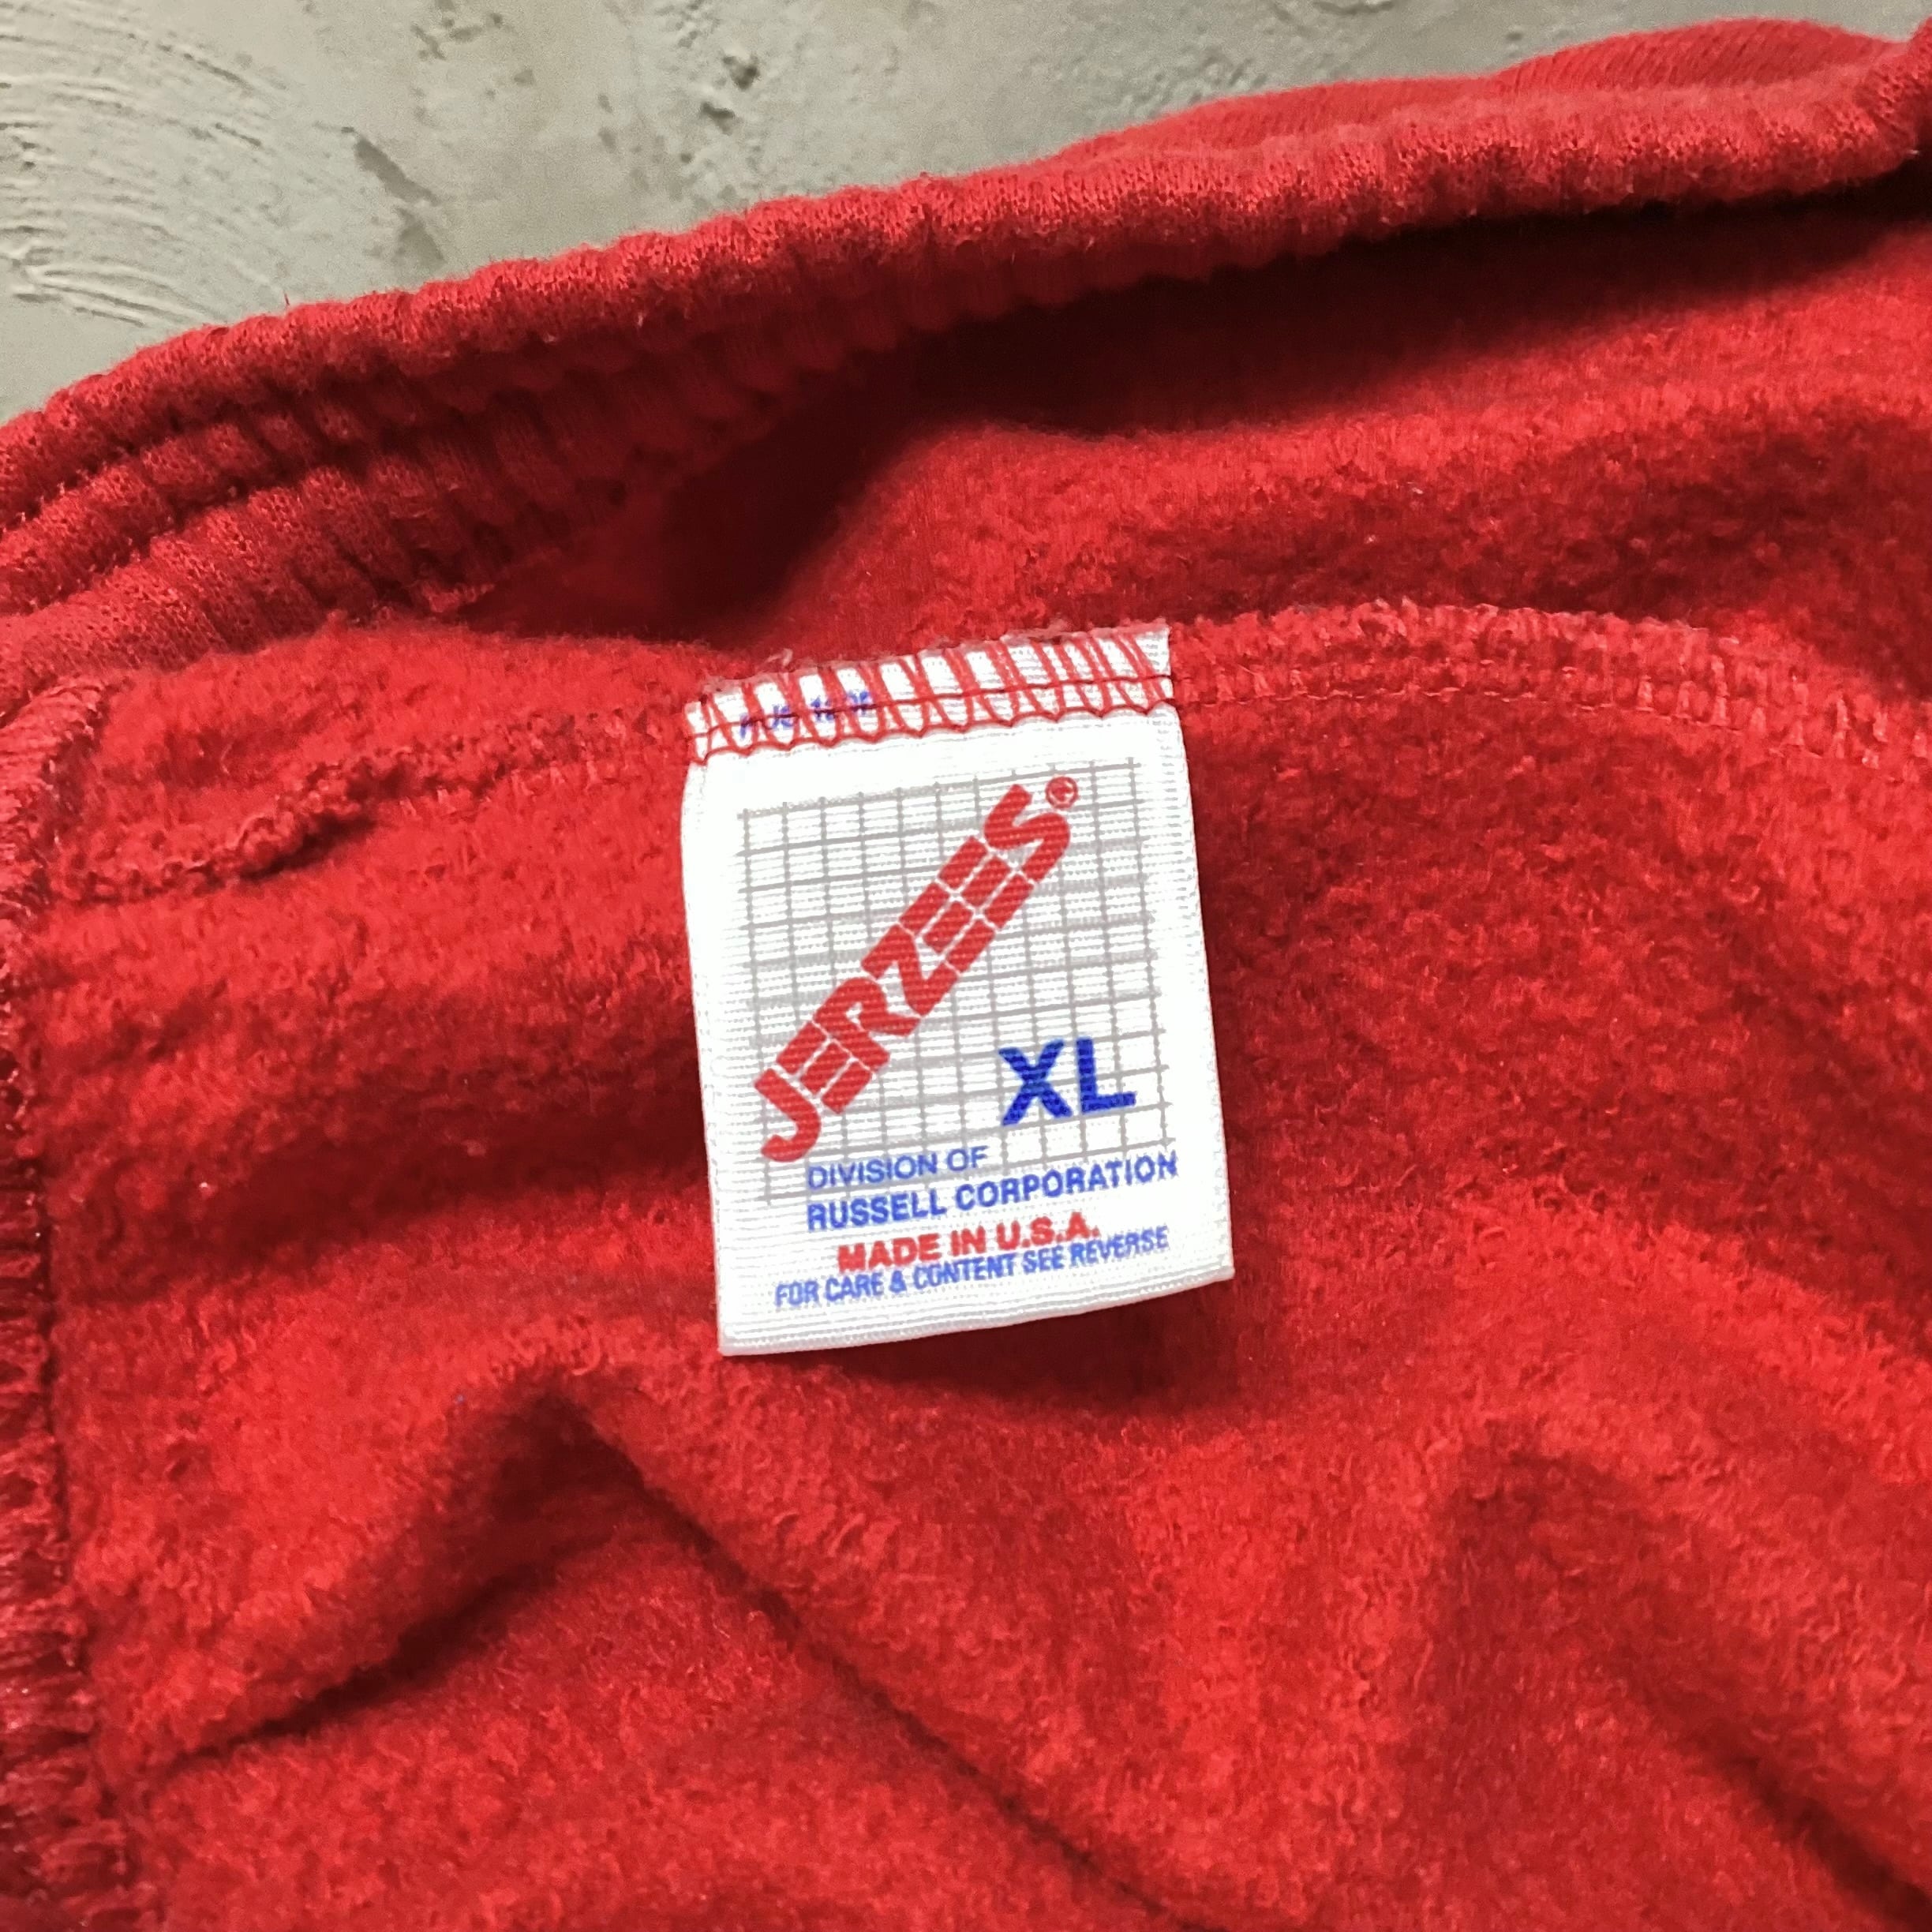 JERZEES®
XL
DIVISION OF
RUSSELL CORPORATION
MADE IN U.S.A.
FOR CARE & CONTENT SEE REVERSE